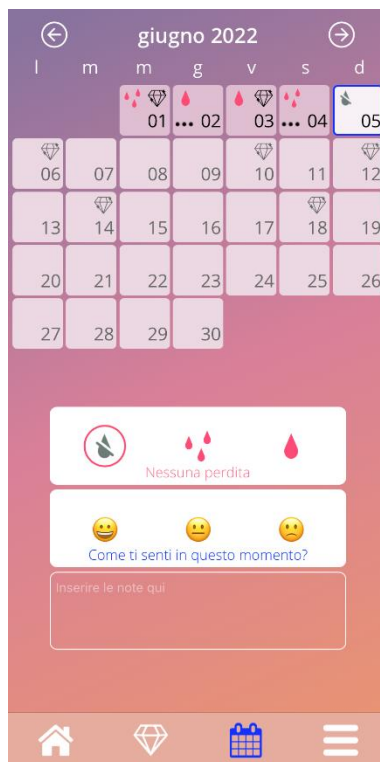 giugno 2022
l m m g v s d
01 ... 02 03 ... 04 05
06 07 08 09 10 11 12
13 14 15 16 17 18 19
20 21 22 23 24 25 26
27 28 29 30
Nessuna perdita
Come ti senti in questo momento?
Inserire le note qui